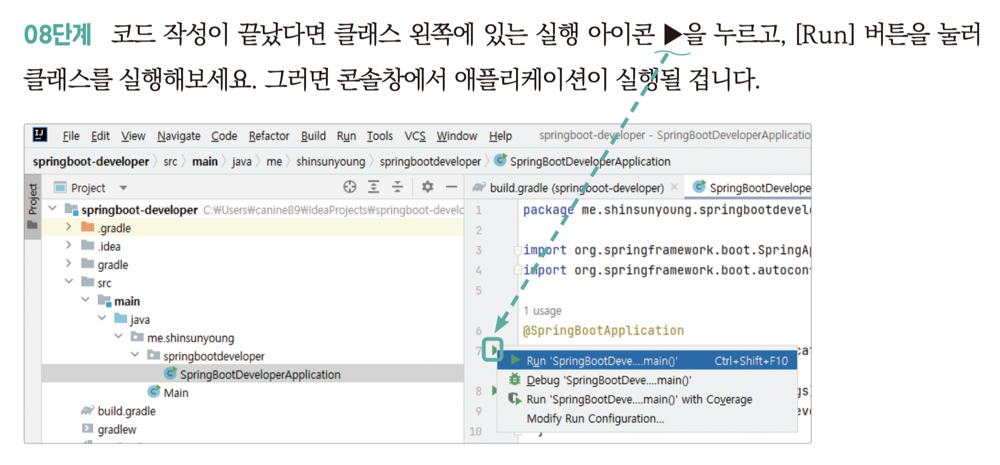 08단계 코드 작성이 끝났다면 클래스 왼쪽에 있는 실행 아이콘 ▶을 누르고, [Run] 버튼을 눌러
클래스를 실행해보세요. 그러면 콘솔창에서 애플리케이션이 실행될 겁니다.
IJ File Edit View Navigate Code Refactor Build Run Tools VCS Window Help springboot-developer - SpringBootDeveloperApplicatio
springboot-developer 〉 src 〉 main 〉 java 〉 me 〉 shinsunyoung 〉 springbootdeveloper 〉 SpringBootDeveloperApplication
Project
Project
springboot-developer C:₩Users₩canine89₩IdeaProjects₩springboot-develo
.gradle
.idea
gradle
src
main
java
me.shinsunyoung
springbootdeveloper
SpringBootDeveloperApplication
Main
build.gradle
gradlew
build.gradle (springboot-developer) × SpringBootDevelope
1 package me.shinsunyoung.springbootdevel
2
3 import org.springframework.boot.SpringAp
4 import org.springframework.boot.autocon
5
1 usage
6 @SpringBootApplication
7
8
9
10 }
Run 'SpringBootDeve....main()' Ctrl+Shift+F10
Debug 'SpringBootDeve....main()'
Run 'SpringBootDeve....main()' with Coverage
Modify Run Configuration...